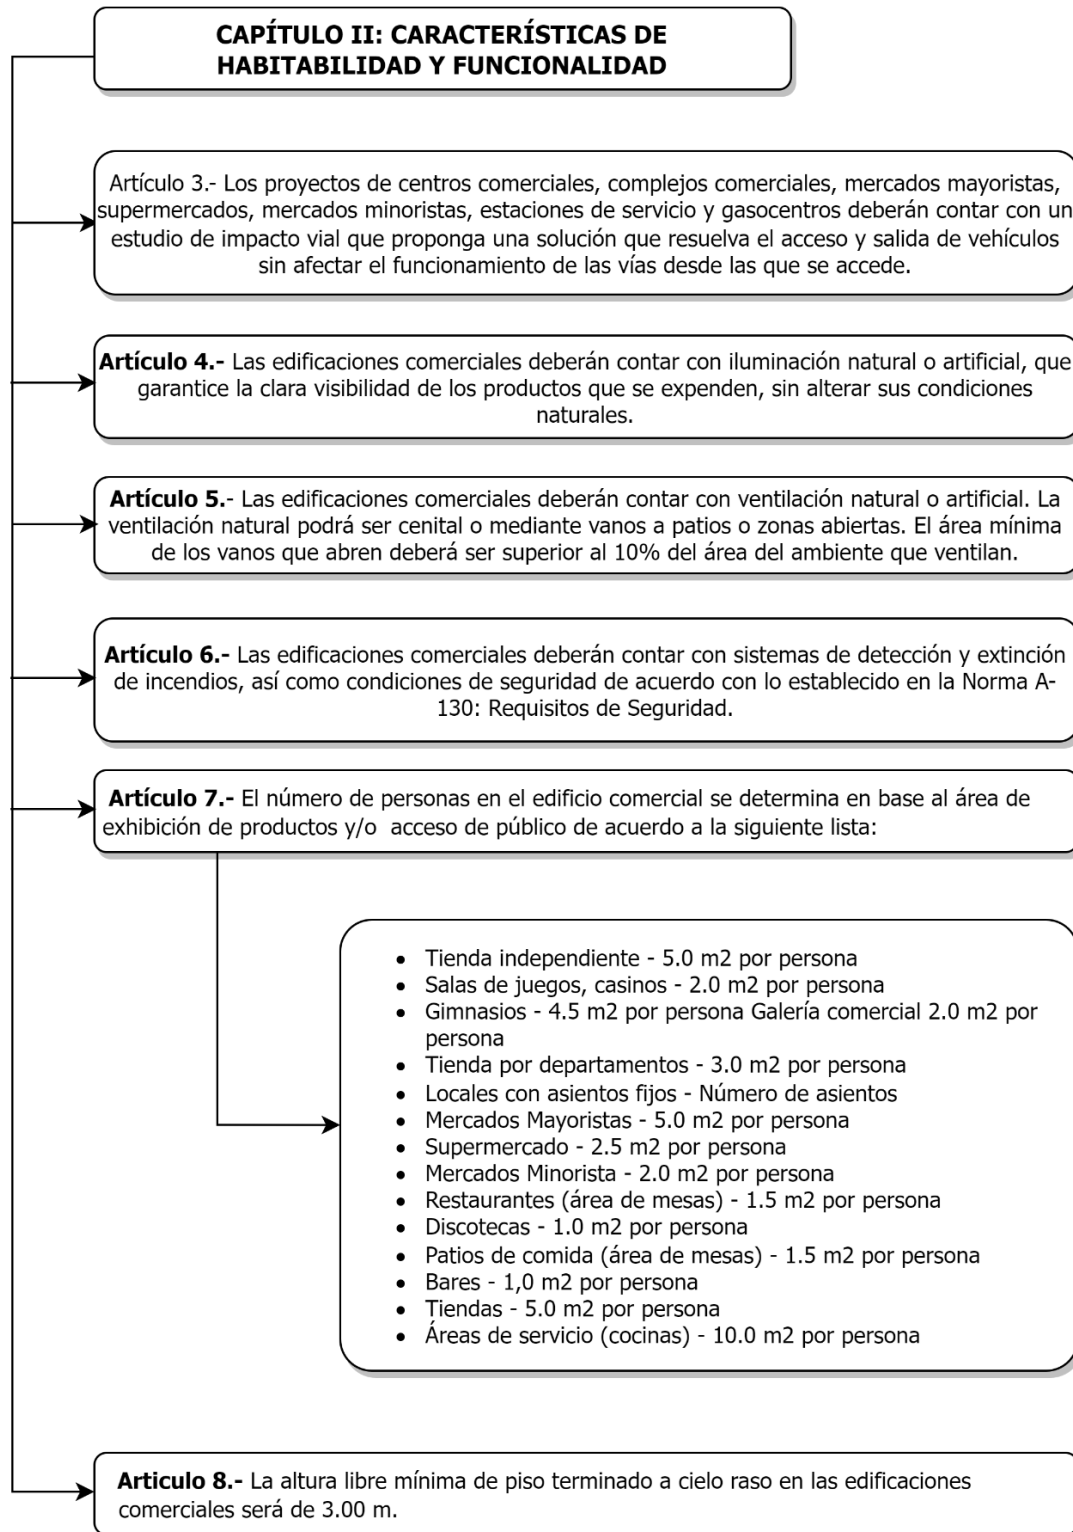 CAPÍTULO II: CARACTERÍSTICAS DE
HABITABILIDAD Y FUNCIONALIDAD
Artículo 3.- Los proyectos de centros comerciales, complejos comerciales, mercados mayoristas,
supermercados, mercados minoristas, estaciones de servicio y gasocentros deberán contar con un
estudio de impacto vial que proponga una solución que resuelva el acceso y salida de vehículos
sin afectar el funcionamiento de las vías desde las que se accede.
Artículo 4.- Las edificaciones comerciales deberán contar con iluminación natural o artificial, que
garantice la clara visibilidad de los productos que se expenden, sin alterar sus condiciones
naturales.
Artículo 5.- Las edificaciones comerciales deberán contar con ventilación natural o artificial. La
ventilación natural podrá ser cenital o mediante vanos a patios o zonas abiertas. El área mínima
de los vanos que abren deberá ser superior al 10% del área del ambiente que ventilan.
Artículo 6.- Las edificaciones comerciales deberán contar con sistemas de detección y extinción
de incendios, así como condiciones de seguridad de acuerdo con lo establecido en la Norma A-
130: Requisitos de Seguridad.
Artículo 7.- El número de personas en el edificio comercial se determina en base al área de
exhibición de productos y/o acceso de público de acuerdo a la siguiente lista:
• Tienda independiente - 5.0 m2 por persona
• Salas de juegos, casinos - 2.0 m2 por persona
• Gimnasios - 4.5 m2 por persona Galería comercial 2.0 m2 por
persona
• Tienda por departamentos - 3.0 m2 por persona
• Locales con asientos fijos - Número de asientos
• Mercados Mayoristas - 5.0 m2 por persona
• Supermercado - 2.5 m2 por persona
• Mercados Minorista - 2.0 m2 por persona
• Restaurantes (área de mesas) - 1.5 m2 por persona
• Discotecas - 1.0 m2 por persona
• Patios de comida (área de mesas) - 1.5 m2 por persona
• Bares - 1,0 m2 por persona
• Tiendas - 5.0 m2 por persona
• Áreas de servicio (cocinas) - 10.0 m2 por persona
Articulo 8.- La altura libre mínima de piso terminado a cielo raso en las edificaciones
comerciales será de 3.00 m.